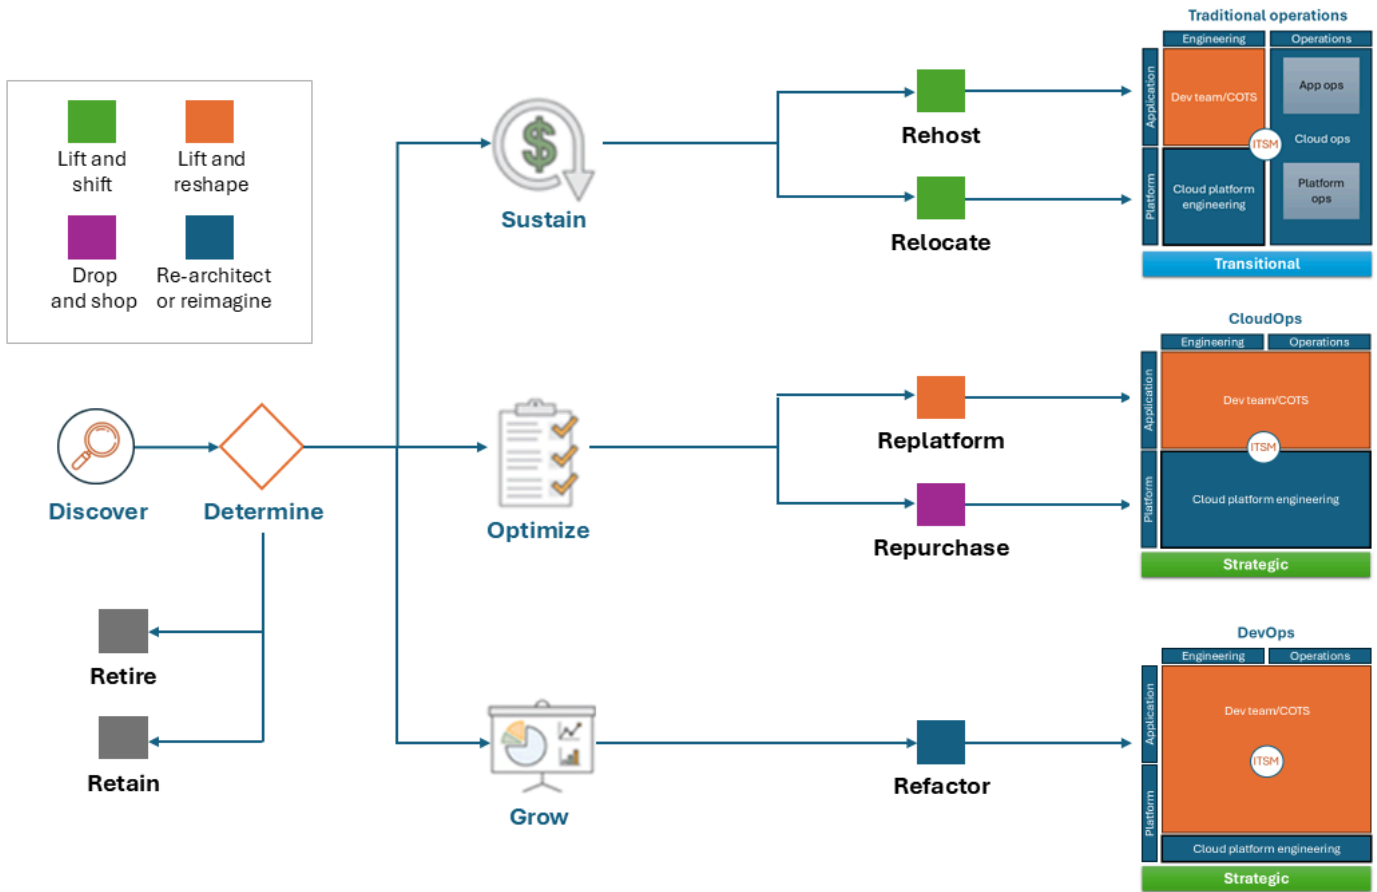 Lift and
shift
Lift and
reshape
Drop
and shop
Re-architect
or reimagine
Discover
Determine
Retire
Retain
Sustain
Optimize
Grow
Rehost
Relocate
Replatform
Repurchase
Refactor
Traditional operations
Engineering
Operations
Application
Platform
Dev team/COTS
App ops
ITSM
Cloud ops
Cloud platform
engineering
Platform
ops
Transitional
CloudOps
Engineering
Operations
Application
Platform
Dev team/COTS
ITSM
Cloud platform engineering
Strategic
DevOps
Engineering
Operations
Application
Platform
Dev team/COTS
ITSM
Cloud platform engineering
Strategic